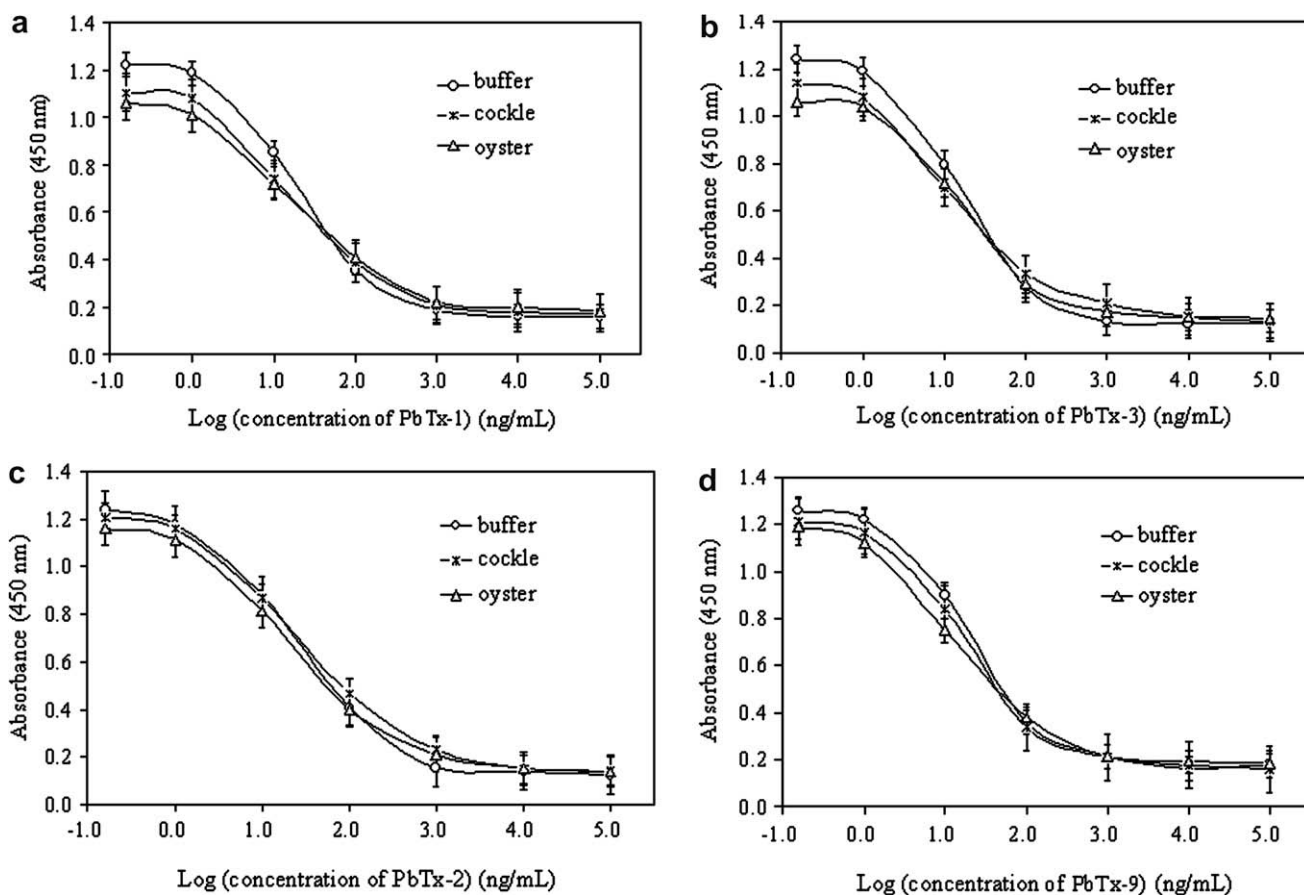 a
1.4
1.2
1.0
0.8
0.6
0.4
0.2
0.0
Absorbance (450 nm)
buffer
cockle
oyster
-1.0 0.0 1.0 2.0 3.0 4.0 5.0
Log (concentration of PbTx-1) (ng/mL)
b
1.4
1.2
1.0
0.8
0.6
0.4
0.2
0.0
Absorbance (450 nm)
buffer
cockle
oyster
-1.0 0.0 1.0 2.0 3.0 4.0 5.0
Log (concentration of PbTx-3) (ng/mL)
c
1.4
1.2
1.0
0.8
0.6
0.4
0.2
0.0
Absorbance (450 nm)
buffer
cockle
oyster
-1.0 0.0 1.0 2.0 3.0 4.0 5.0
Log (concentration of PbTx-2) (ng/mL)
d
1.4
1.2
1.0
0.8
0.6
0.4
0.2
0.0
Absorbance (450 nm)
buffer
cockle
oyster
-1.0 0.0 1.0 2.0 3.0 4.0 5.0
Log (concentration of PbTx-9) (ng/mL)